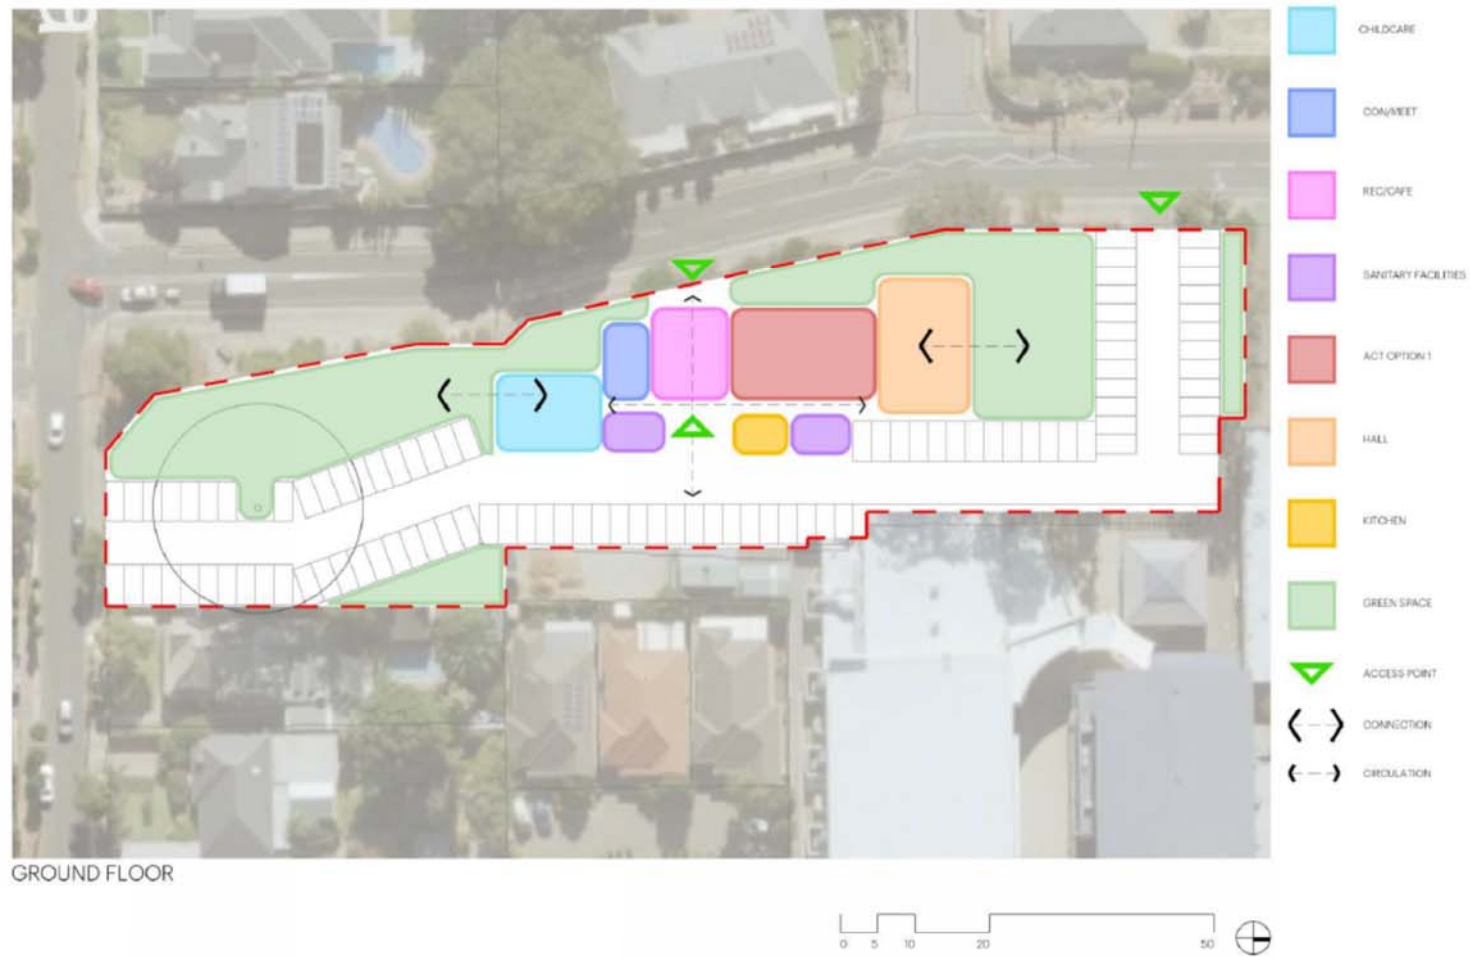 CHILDCARE
CON/MEET
REC/CAFE
SANITARY FACILITIES
ACT OPTION 1
HALL
KITCHEN
GREEN SPACE
ACCESS POINT
CONNECTION
CIRCULATION
GROUND FLOOR
0 5 10 20 50